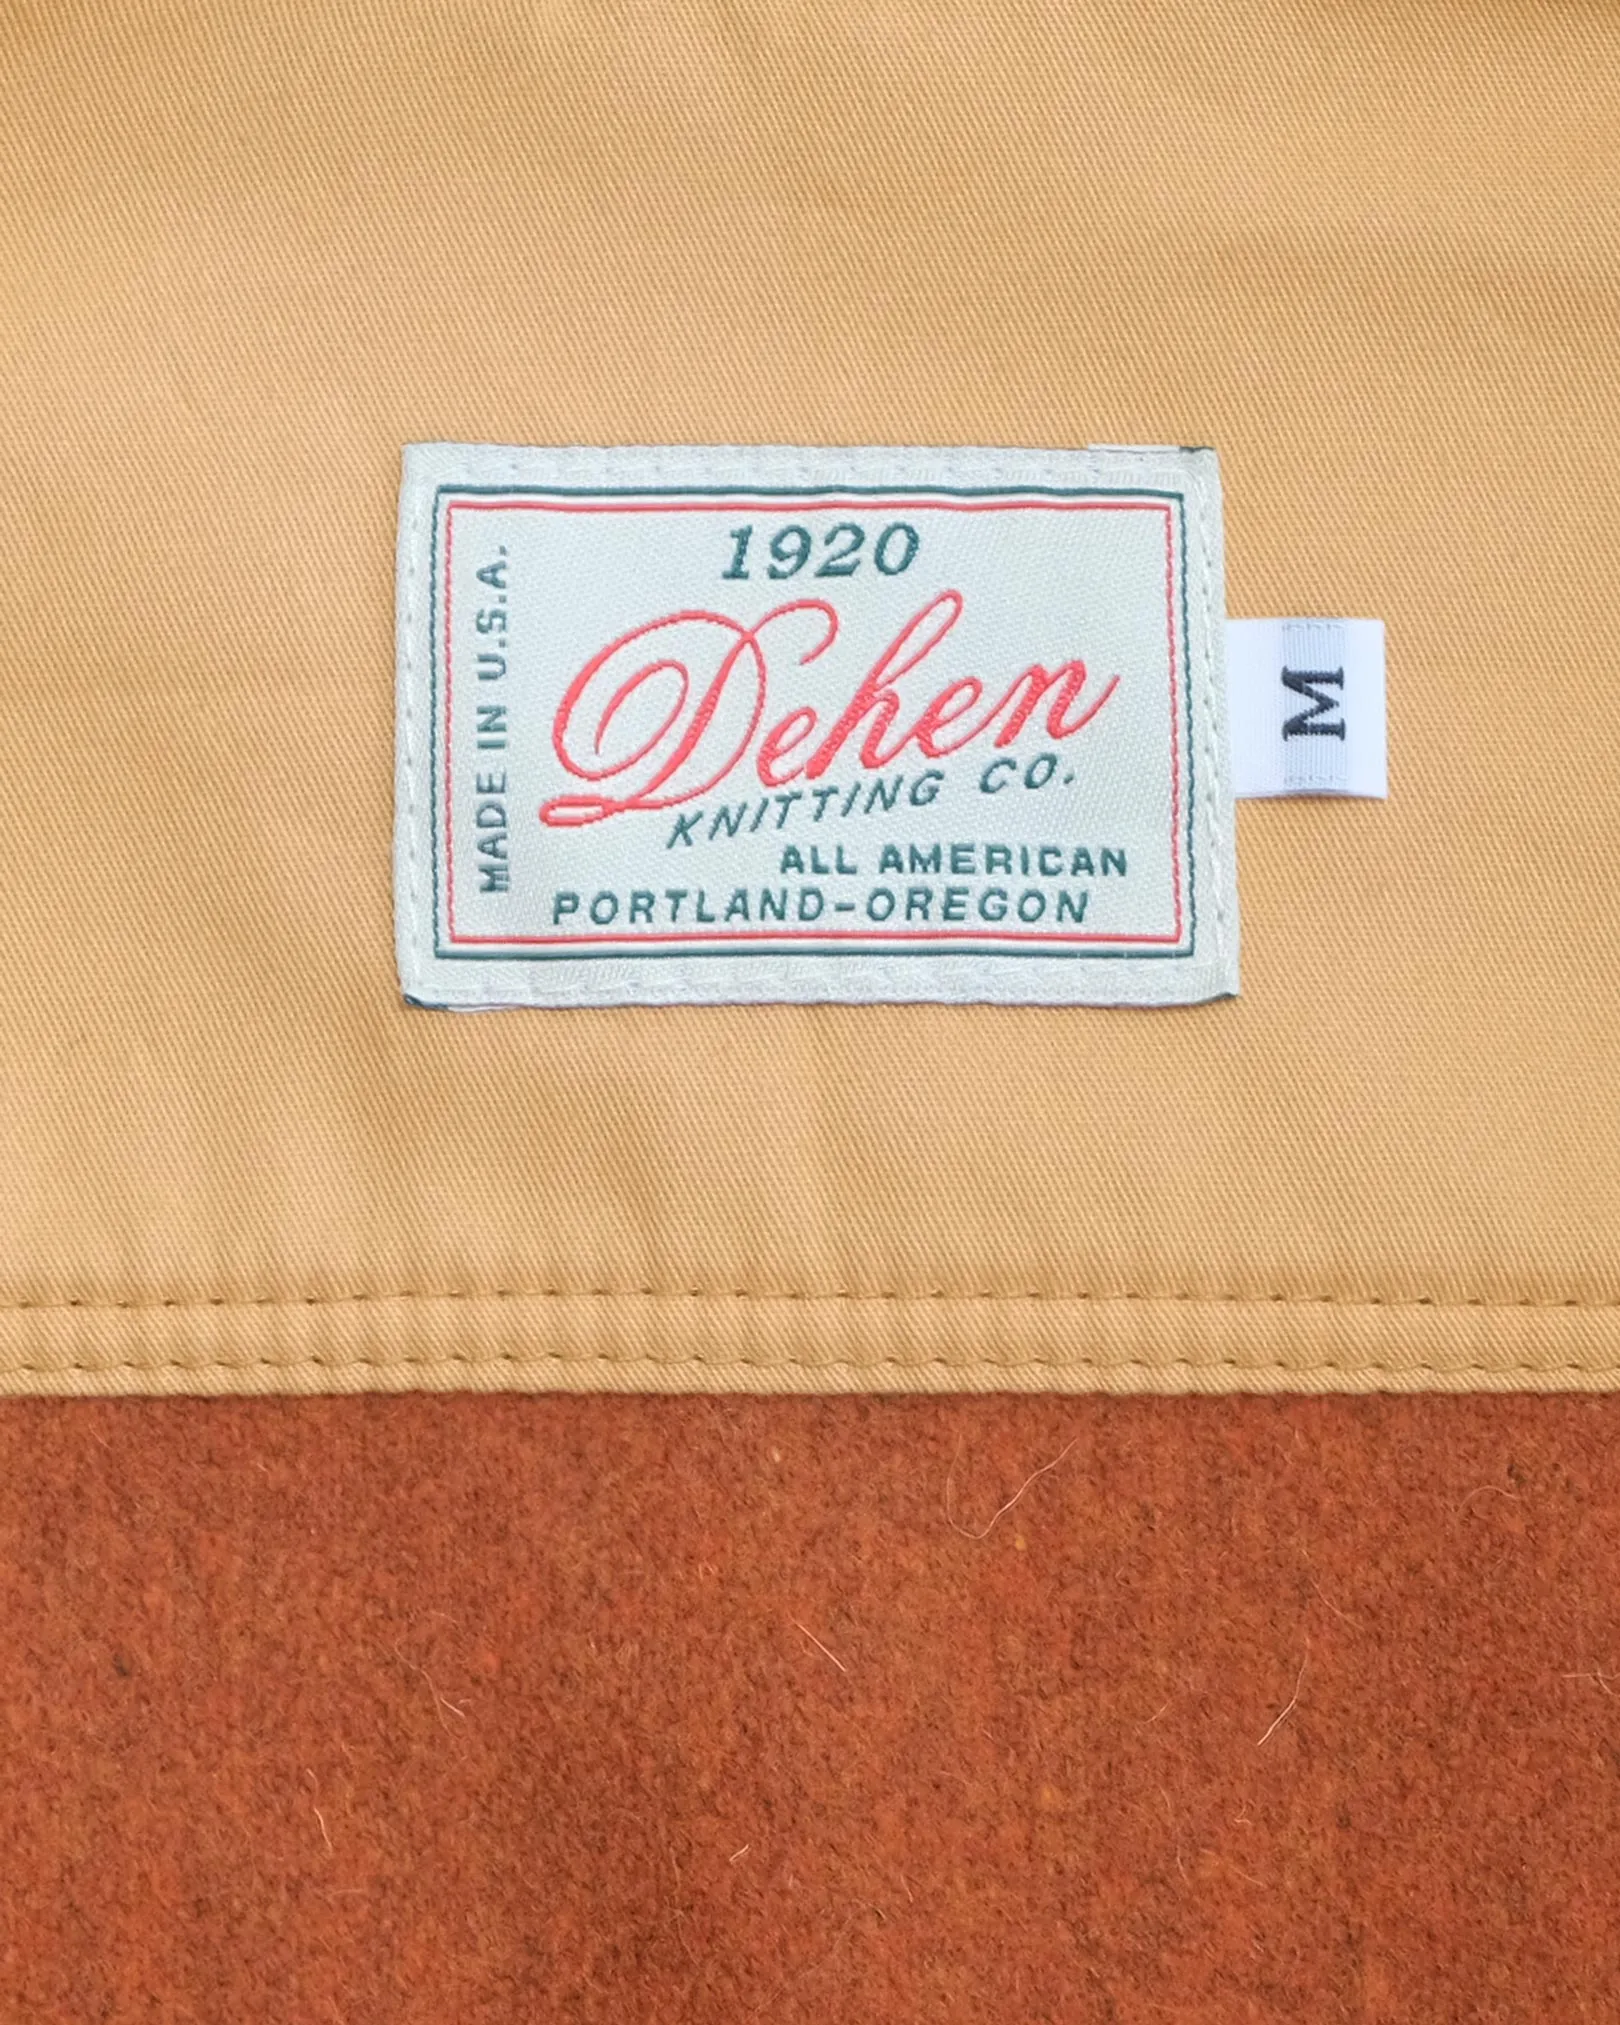 1920
Dehen
KNITTING CO.
ALL AMERICAN
PORTLAND-OREGON
MADE IN U.S.A.
M